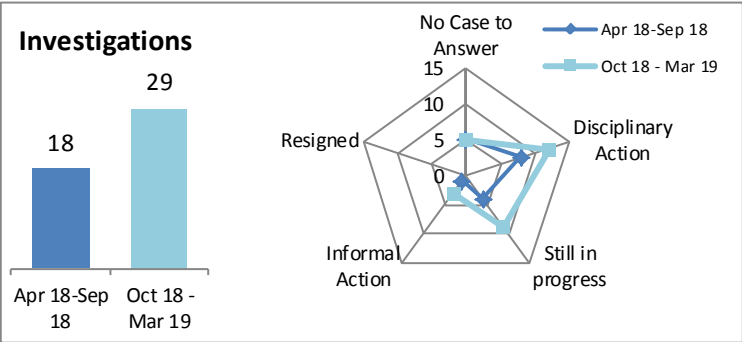 Investigations
18
29
Apr 18-Sep
18
Oct 18 -
Mar 19
No Case to
Answer
Apr 18-Sep 18
Oct 18 - Mar 19
15
10
5
0
Resigned
Disciplinary
Action
Informal
Action
Still in
progress